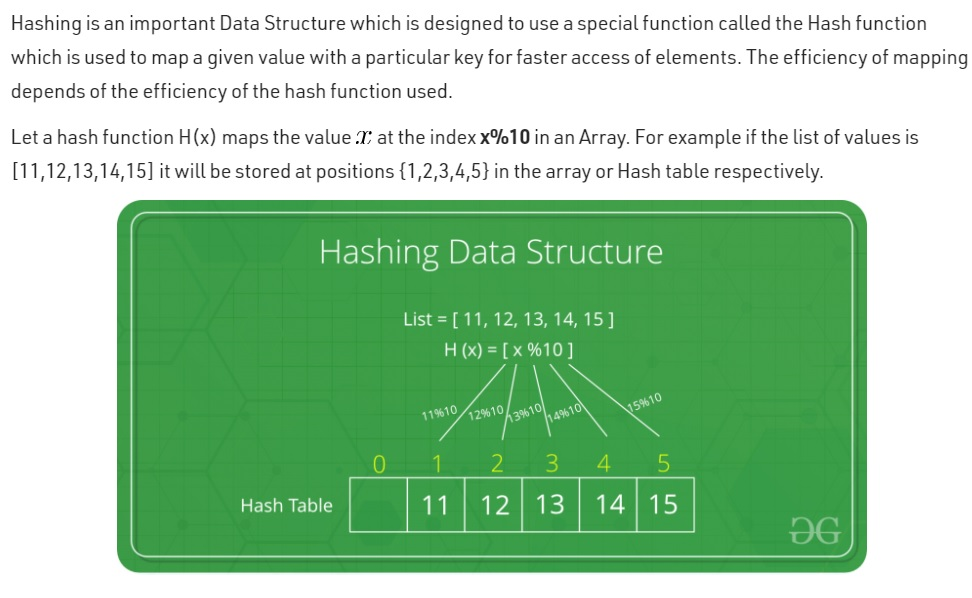 Hashing is an important Data Structure which is designed to use a special function called the Hash function
which is used to map a given value with a particular key for faster access of elements. The efficiency of mapping
depends of the efficiency of the hash function used.
Let a hash function H(x) maps the value x at the index x%10 in an Array. For example if the list of values is
[11,12,13,14,15] it will be stored at positions {1,2,3,4,5} in the array or Hash table respectively.
Hashing Data Structure
List = [ 11, 12, 13, 14, 15 ]
H (x) = [ x %10 ]
11%10 12%10 13%10 14%10 15%10
0 1 2 3 4 5
Hash Table 11 12 13 14 15
GG